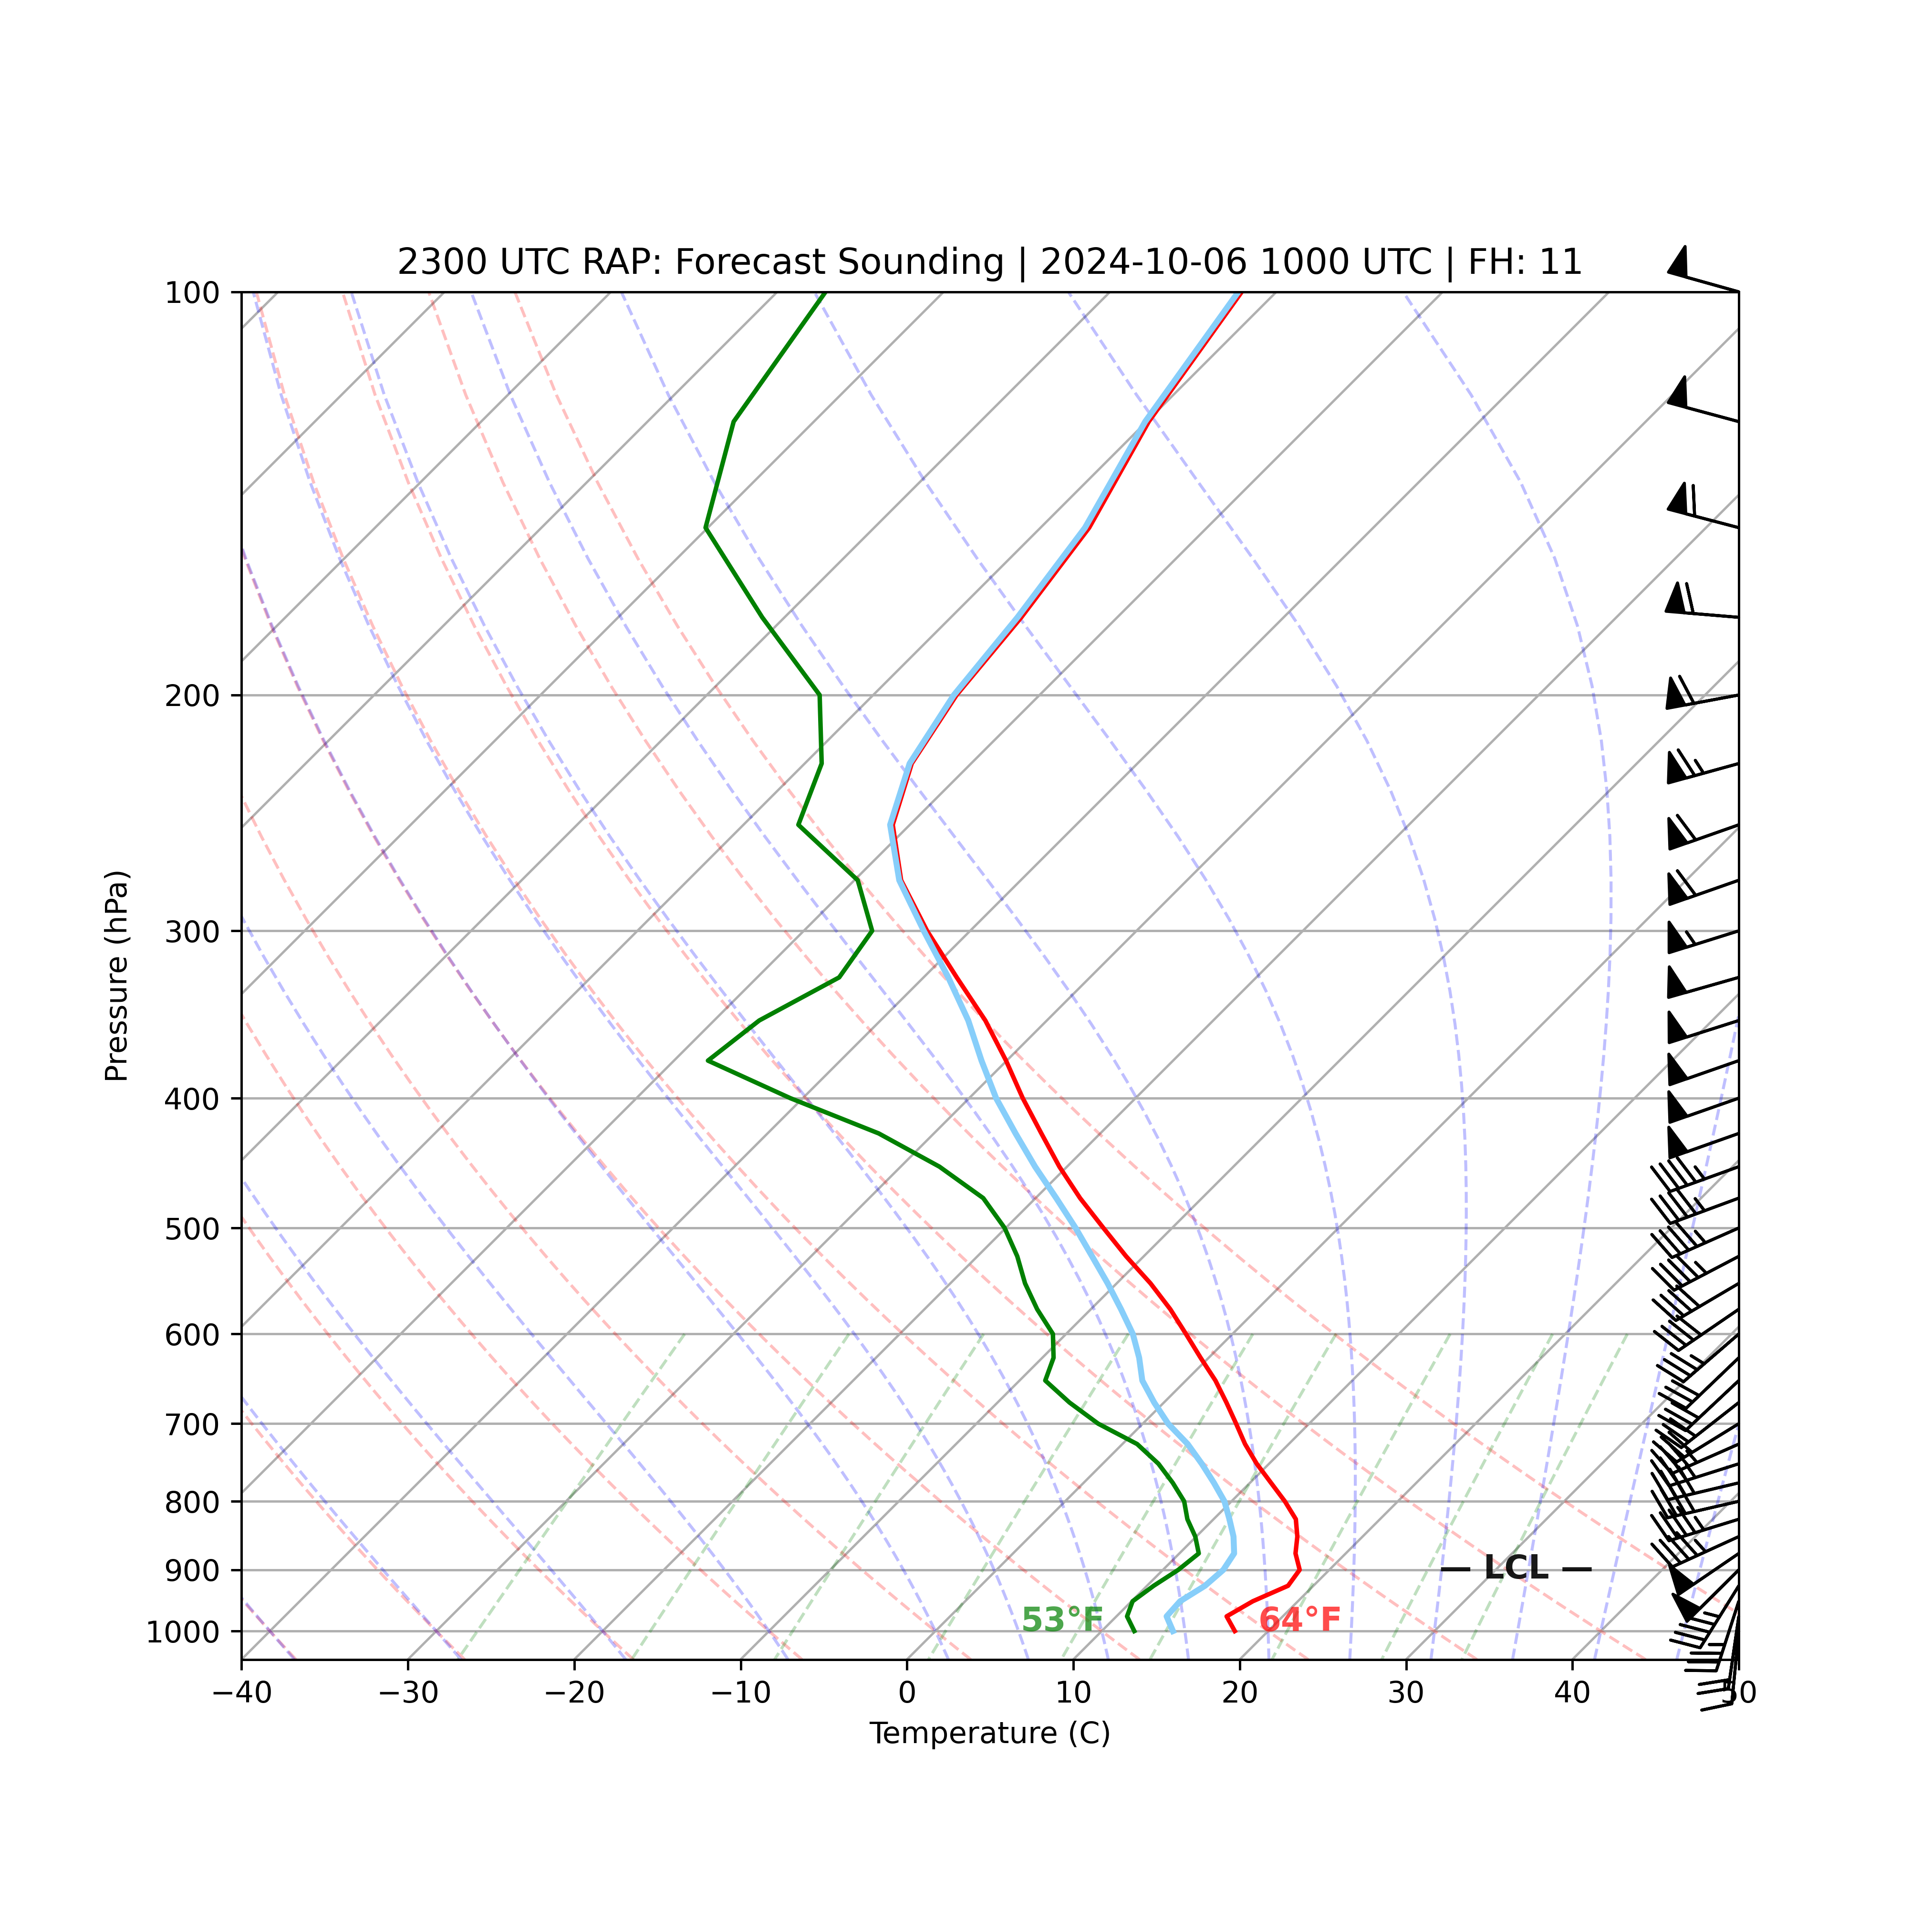 2300 UTC RAP: Forecast Sounding | 2024-10-06 1000 UTC | FH: 11
100
200
300
400
500
600
700
800
900
1000
Pressure (hPa)
— LCL —
53°F
64°F
−40 −30 −20 −10 0 10 20 30 40 50
Temperature (C)